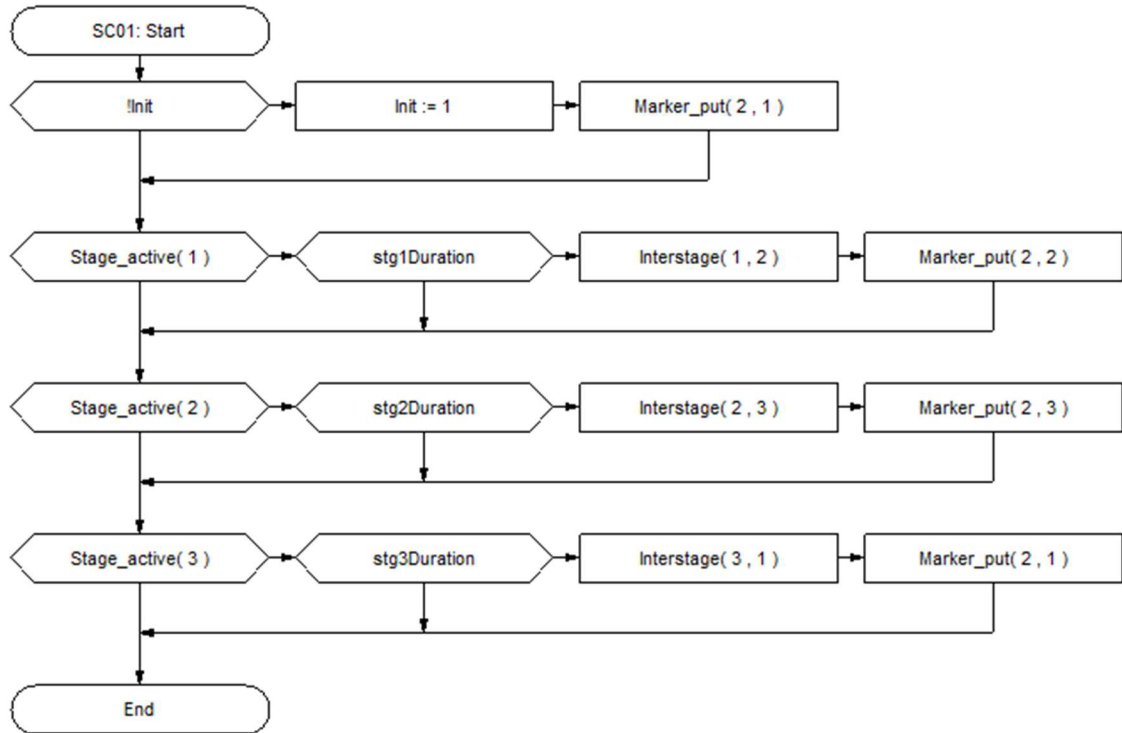 SC01: Start
!Init
Init := 1
Marker_put( 2 , 1 )
Stage_active( 1 )
stg1Duration
Interstage( 1 , 2 )
Marker_put( 2 , 2 )
Stage_active( 2 )
stg2Duration
Interstage( 2 , 3 )
Marker_put( 2 , 3 )
Stage_active( 3 )
stg3Duration
Interstage( 3 , 1 )
Marker_put( 2 , 1 )
End